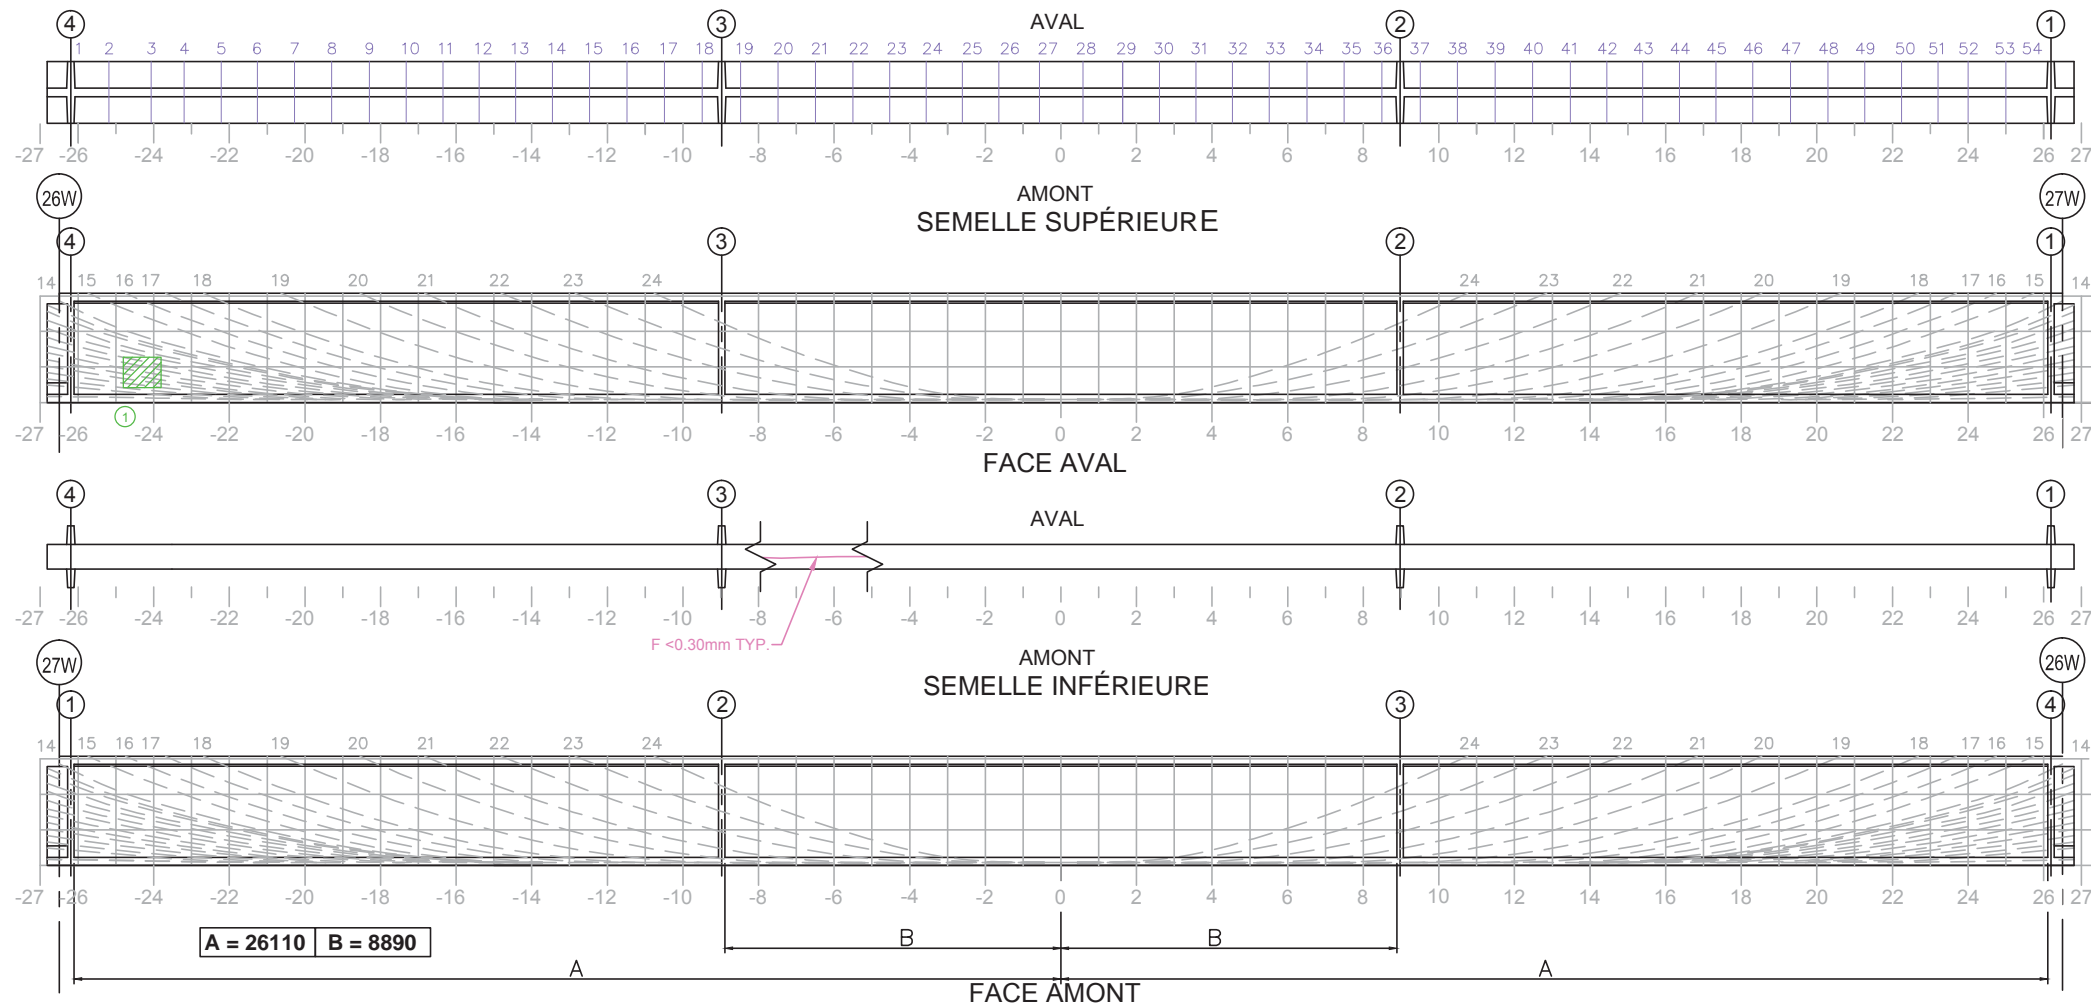 4 3 AVAL 2 1
1 2 3 4 5 6 7 8 9 10 11 12 13 14 15 16 17 18 19 20 21 22 23 24 25 26 27 28 29 30 31 32 33 34 35 36 37 38 39 40 41 42 43 44 45 46 47 48 49 50 51 52 53 54
-27 -26 -24 -22 -20 -18 -16 -14 -12 -10 -8 -6 -4 -2 0 2 4 6 8 10 12 14 16 18 20 22 24 26 27
AMONT
SEMELLE SUPÉRIEURE
26W 27W
4 3 2 1
14 15 16 17 18 19 20 21 22 23 24 24 23 22 21 20 19 18 17 16 15 14
1
-27 -26 -24 -22 -20 -18 -16 -14 -12 -10 -8 -6 -4 -2 0 2 4 6 8 10 12 14 16 18 20 22 24 26 27
FACE AVAL
4 3 2 1
AVAL
-27 -26 -24 -22 -20 -18 -16 -14 -12 -10 -8 -6 -4 -2 0 2 4 6 8 10 12 14 16 18 20 22 24 26 27
F <0.30mm TYP.
AMONT
SEMELLE INFÉRIEURE
27W 26W
1 2 3 4
14 15 16 17 18 19 20 21 22 23 24 24 23 22 21 20 19 18 17 16 15 14
-27 -26 -24 -22 -20 -18 -16 -14 -12 -10 -8 -6 -4 -2 0 2 4 6 8 10 12 14 16 18 20 22 24 26 27
A = 26110 B = 8890
B B
A A
FACE AMONT